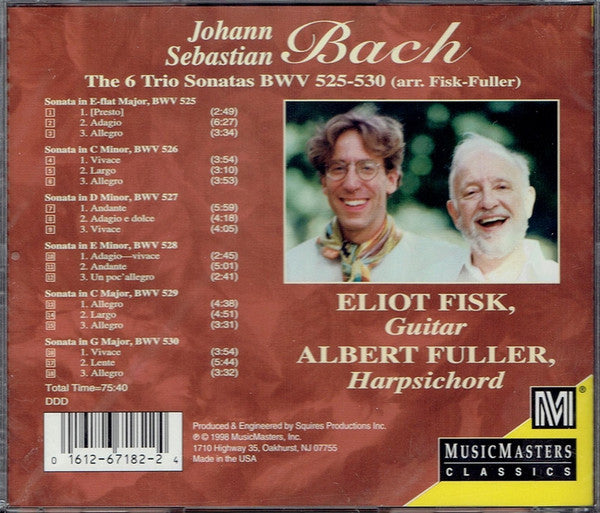 Johann
Sebastian Bach
The 6 Trio Sonatas BWV 525-530 (arr. Fisk-Fuller)
Sonata in E-flat Major, BWV 525
1 1. [Presto] (2:49)
2 2. Adagio (6:27)
3 3. Allegro (3:34)
Sonata in C Minor, BWV 526
4 1. Vivace (3:54)
5 2. Largo (3:10)
6 3. Allegro (3:53)
Sonata in D Minor, BWV 527
7 1. Andante (5:59)
8 2. Adagio e dolce (4:18)
9 3. Vivace (4:05)
Sonata in E Minor, BWV 528
10 1. Adagio—vivace (2:45)
11 2. Andante (5:01)
12 3. Un poc' allegro (2:41)
Sonata in C Major, BWV 529
13 1. Allegro (4:38)
14 2. Largo (4:51)
15 3. Allegro (3:31)
Sonata in G Major, BWV 530
16 1. Vivace (3:54)
17 2. Lente (5:44)
18 3. Allegro (3:32)
Total Time=75:40
DDD
ELIOT FISK,
Guitar
ALBERT FULLER,
Harpsichord
0 1612-67182-2 4
Produced & Engineered by Squires Productions Inc.
℗ © 1998 MusicMasters, Inc.
1710 Highway 35, Oakhurst, NJ 07755
Made in the USA
MM
MUSICMASTERS
CLASSICS